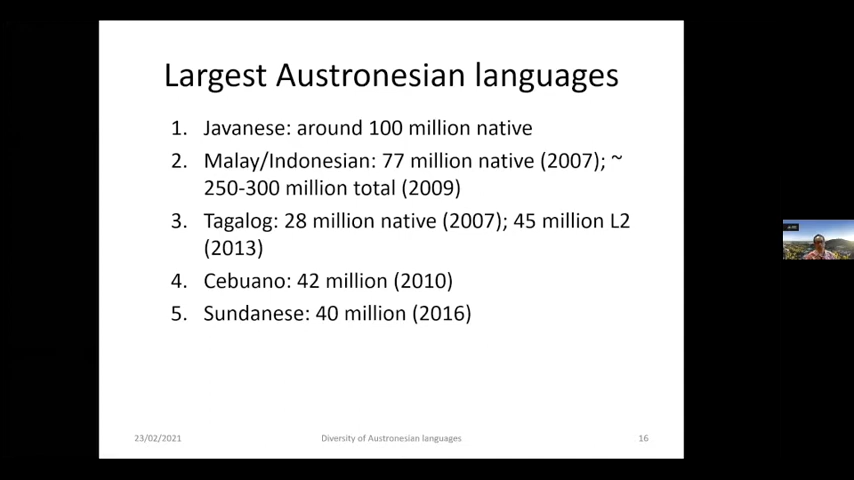 Largest Austronesian languages
1. Javanese: around 100 million native
2. Malay/Indonesian: 77 million native (2007); ~
250-300 million total (2009)
3. Tagalog: 28 million native (2007); 45 million L2
(2013)
4. Cebuano: 42 million (2010)
5. Sundanese: 40 million (2016)
23/02/2021 Diversity of Austronesian languages 16